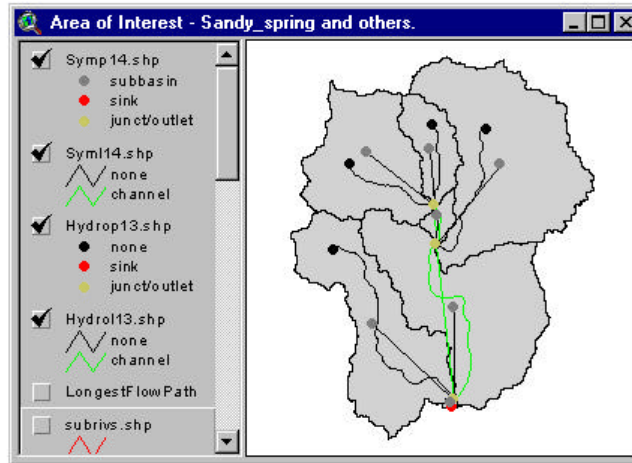 Area of Interest - Sandy_spring and others.
Symp14.shp
subbasin
sink
junct/outlet
Syml14.shp
none
channel
Hydrop13.shp
none
sink
junct/outlet
Hydrol13.shp
none
channel
LongestFlowPath
subrivs.shp